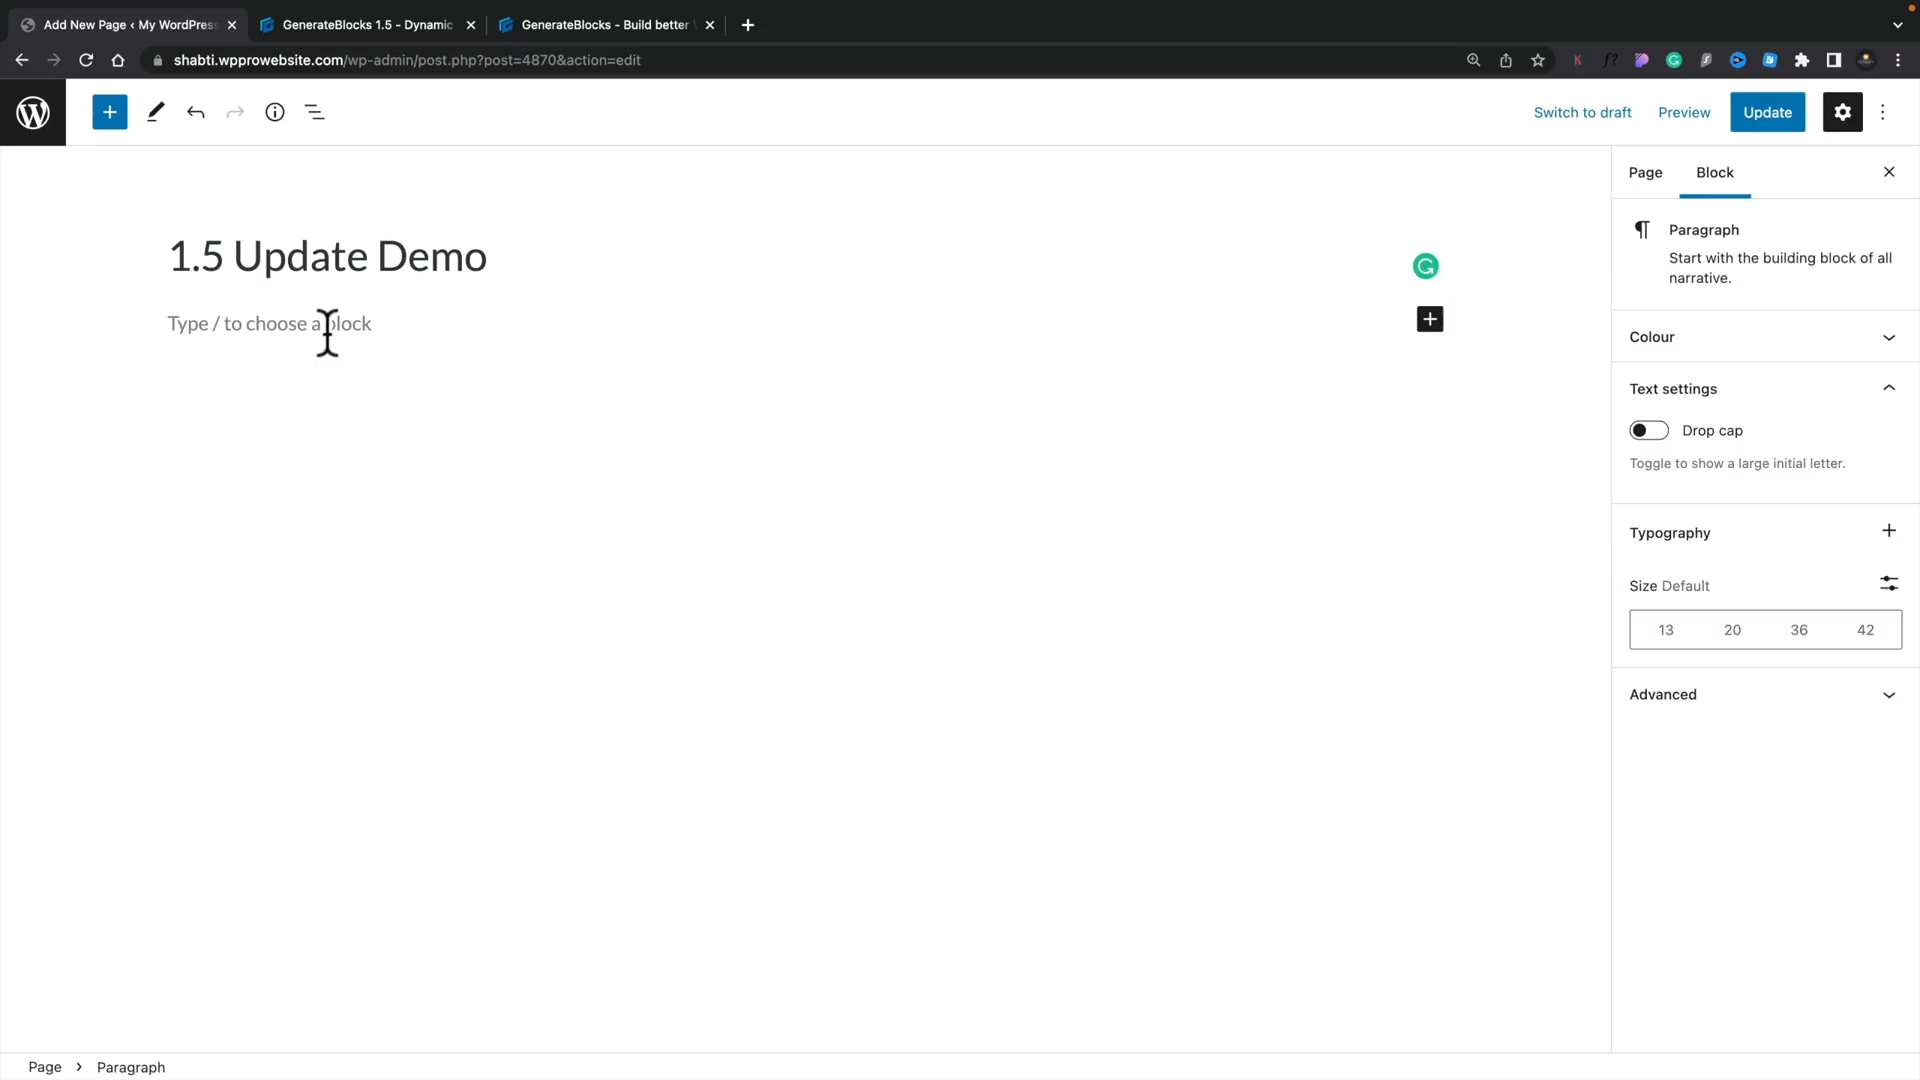 Add New Page ‹ My WordPress
GenerateBlocks 1.5 - Dynamic
GenerateBlocks - Build better
shabti.wpprowebsite.com/wp-admin/post.php?post=4870&action=edit
Switch to draft
Preview
Update
Page
Block
1.5 Update Demo
Type / to choose a block
Paragraph
Start with the building block of all
narrative.
Colour
Text settings
Drop cap
Toggle to show a large initial letter.
Typography
Size Default
13 20 36 42
Advanced
Page › Paragraph